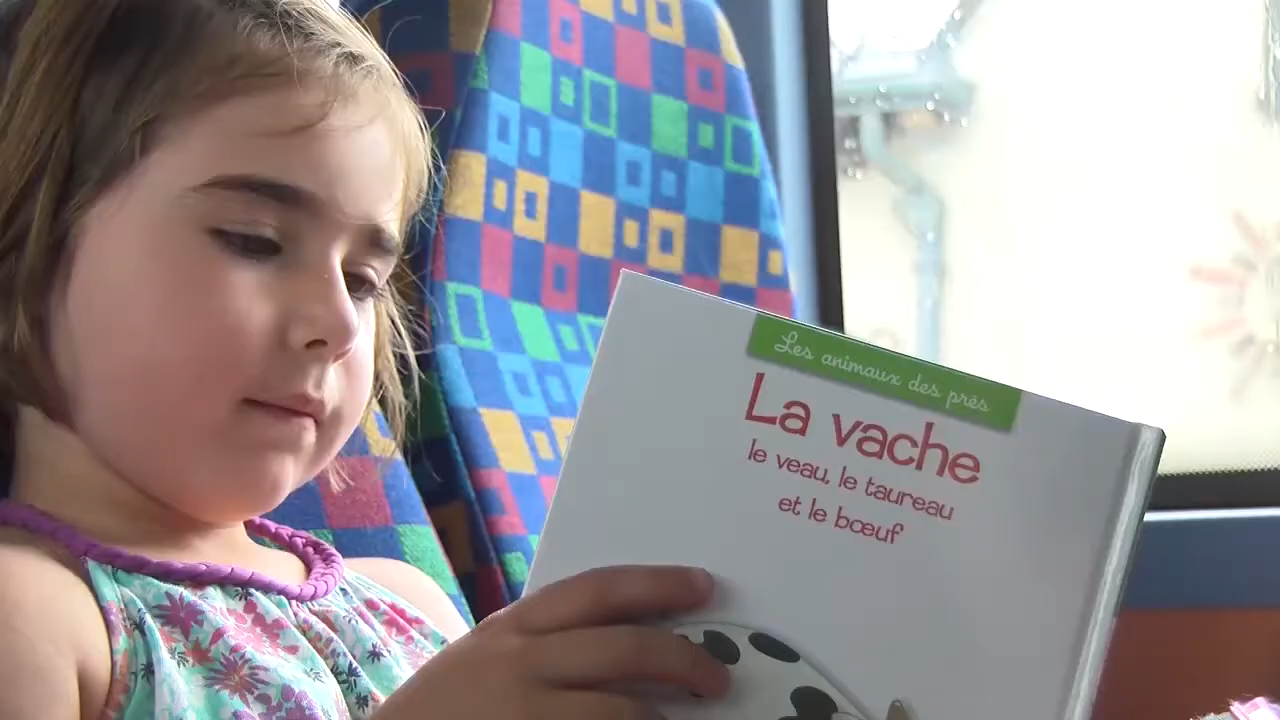 Les animaux des prés
La vache
le veau, le taureau
et le bœuf